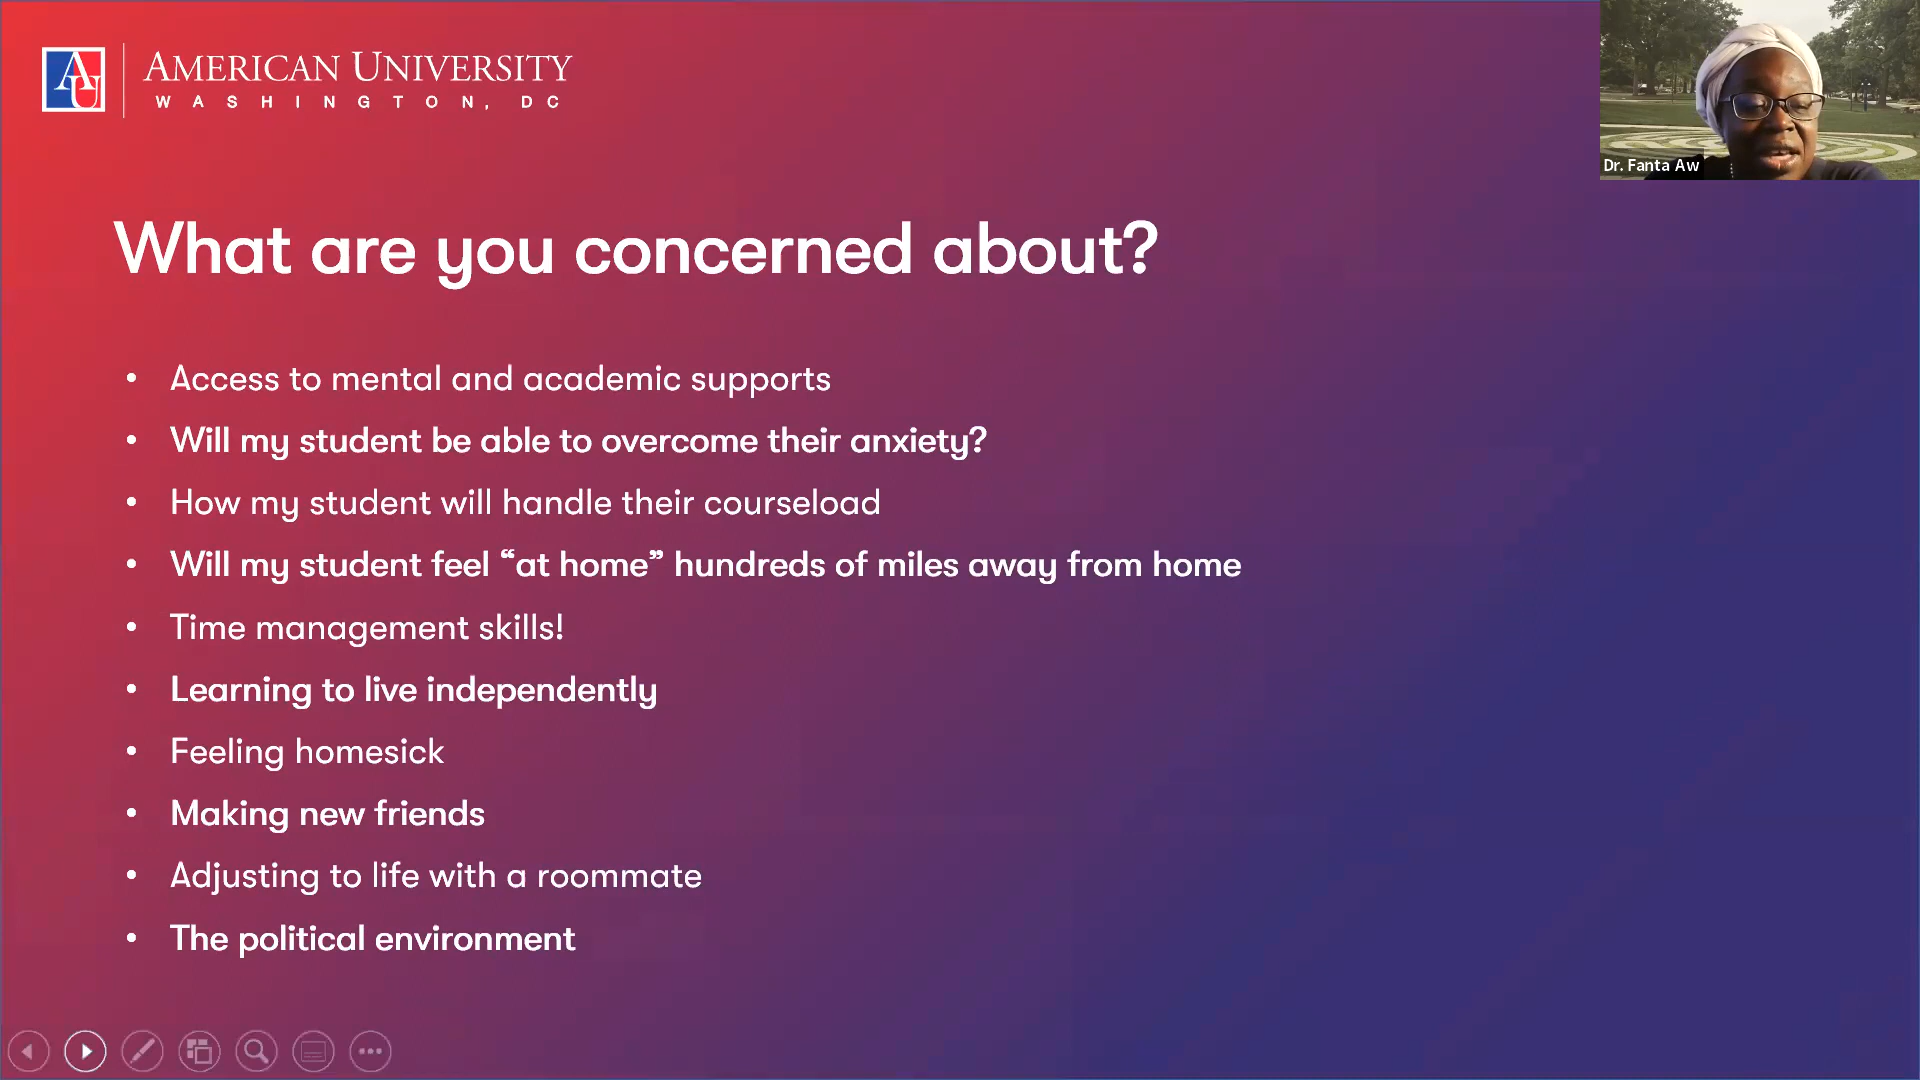 AU
AMERICAN UNIVERSITY
WASHINGTON, DC
Dr. Fanta Aw
What are you concerned about?
• Access to mental and academic supports
• Will my student be able to overcome their anxiety?
• How my student will handle their courseload
• Will my student feel “at home” hundreds of miles away from home
• Time management skills!
• Learning to live independently
• Feeling homesick
• Making new friends
• Adjusting to life with a roommate
• The political environment